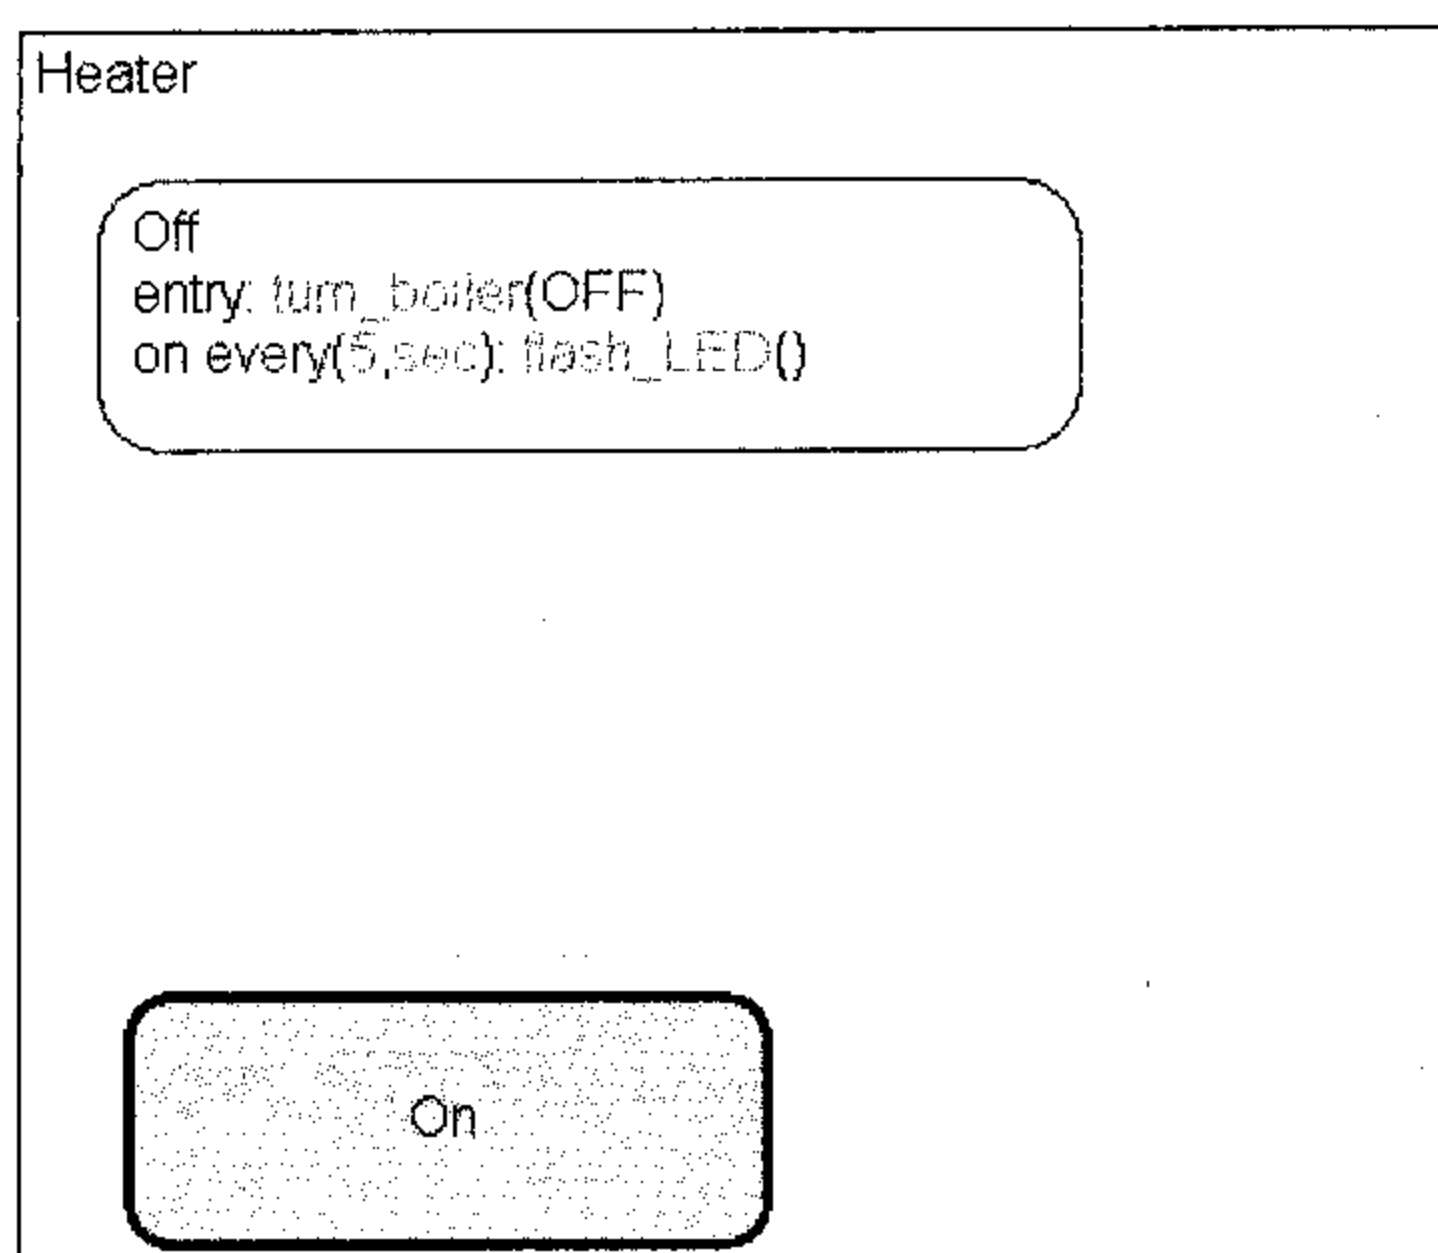 Heater
Off
entry: turn_boiler(OFF)
on every(5,sec): flash_LED()
On